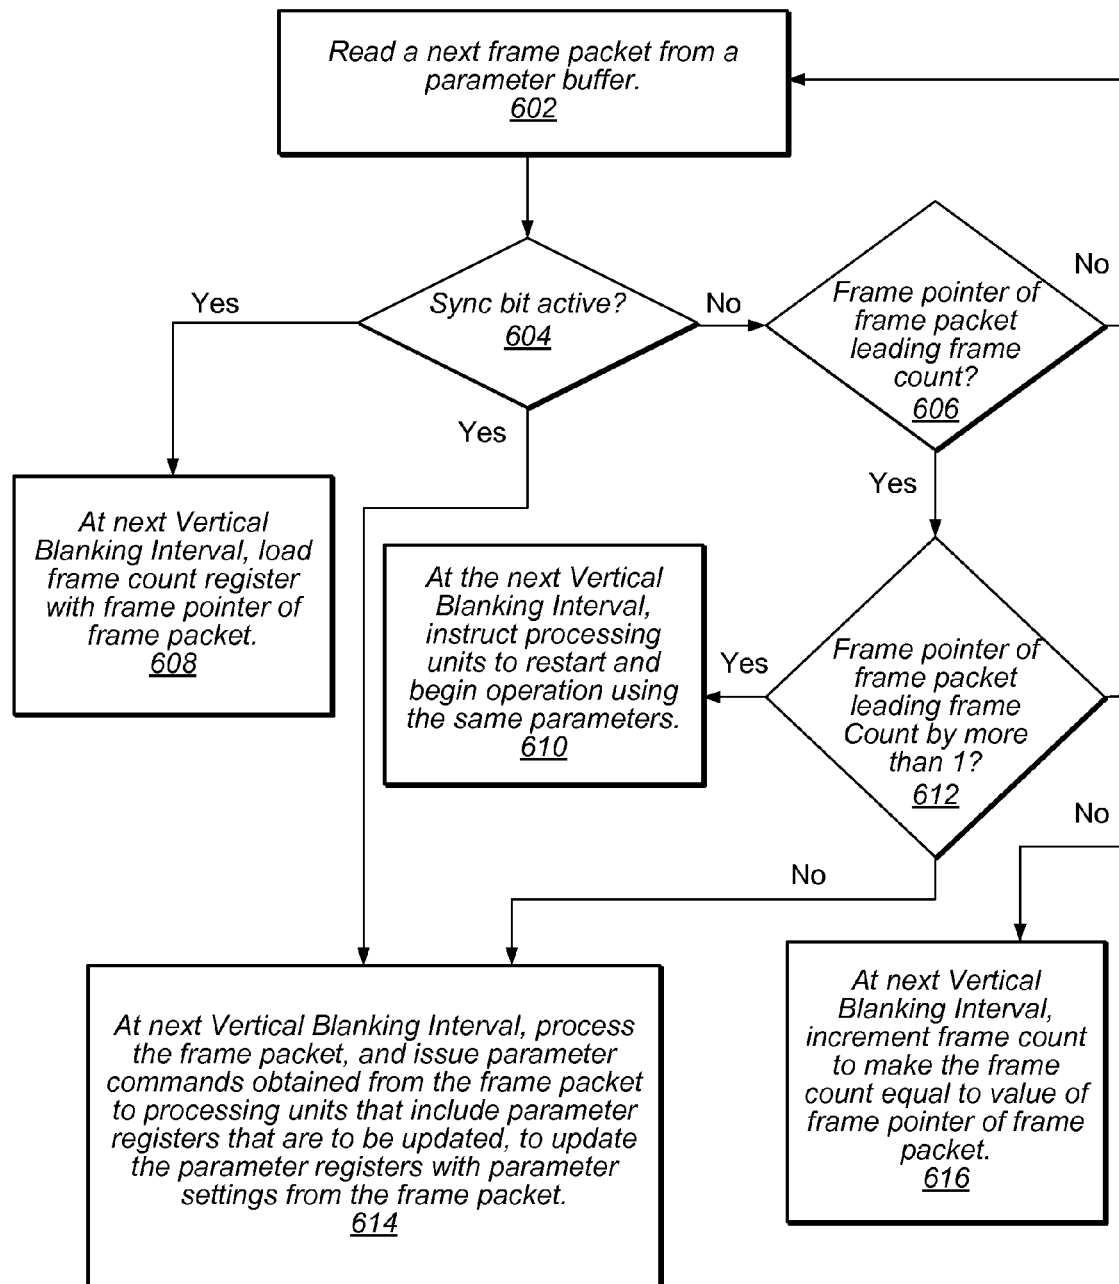 Read a next frame packet from a
parameter buffer.
602
Yes
Sync bit active?
604
No
Frame pointer of
frame packet
leading frame
count?
606
No
Yes
Yes
At next Vertical
Blanking Interval, load
frame count register
with frame pointer of
frame packet.
608
At the next Vertical
Blanking Interval,
instruct processing
units to restart and
begin operation using
the same parameters.
610
Yes
Frame pointer of
frame packet
leading frame
Count by more
than 1?
612
No
No
At next Vertical Blanking Interval, process
the frame packet, and issue parameter
commands obtained from the frame packet
to processing units that include parameter
registers that are to be updated, to update
the parameter registers with parameter
settings from the frame packet.
614
At next Vertical
Blanking Interval,
increment frame count
to make the frame
count equal to value of
frame pointer of frame
packet.
616